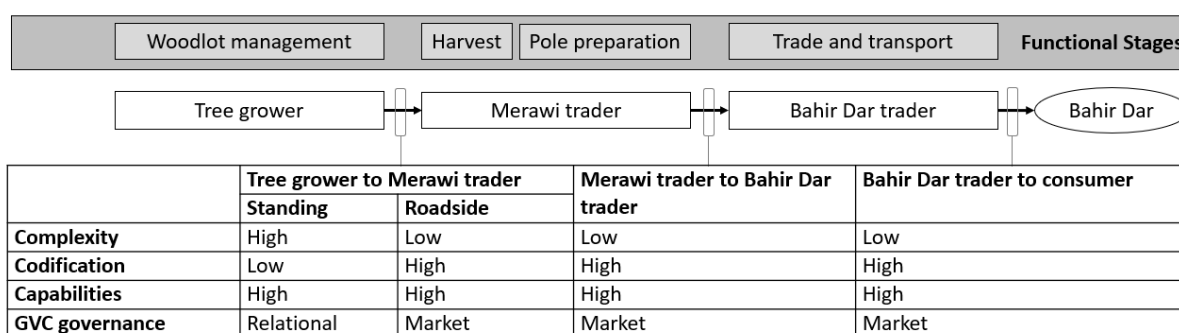 Woodlot management Harvest Pole preparation Trade and transport Functional Stages
Tree grower Merawi trader Bahir Dar trader Bahir Dar
Tree grower to Merawi trader Merawi trader to Bahir Dar trader Bahir Dar trader to consumer
Standing Roadside
Complexity High Low Low Low
Codification Low High High High
Capabilities High High High High
GVC governance Relational Market Market Market